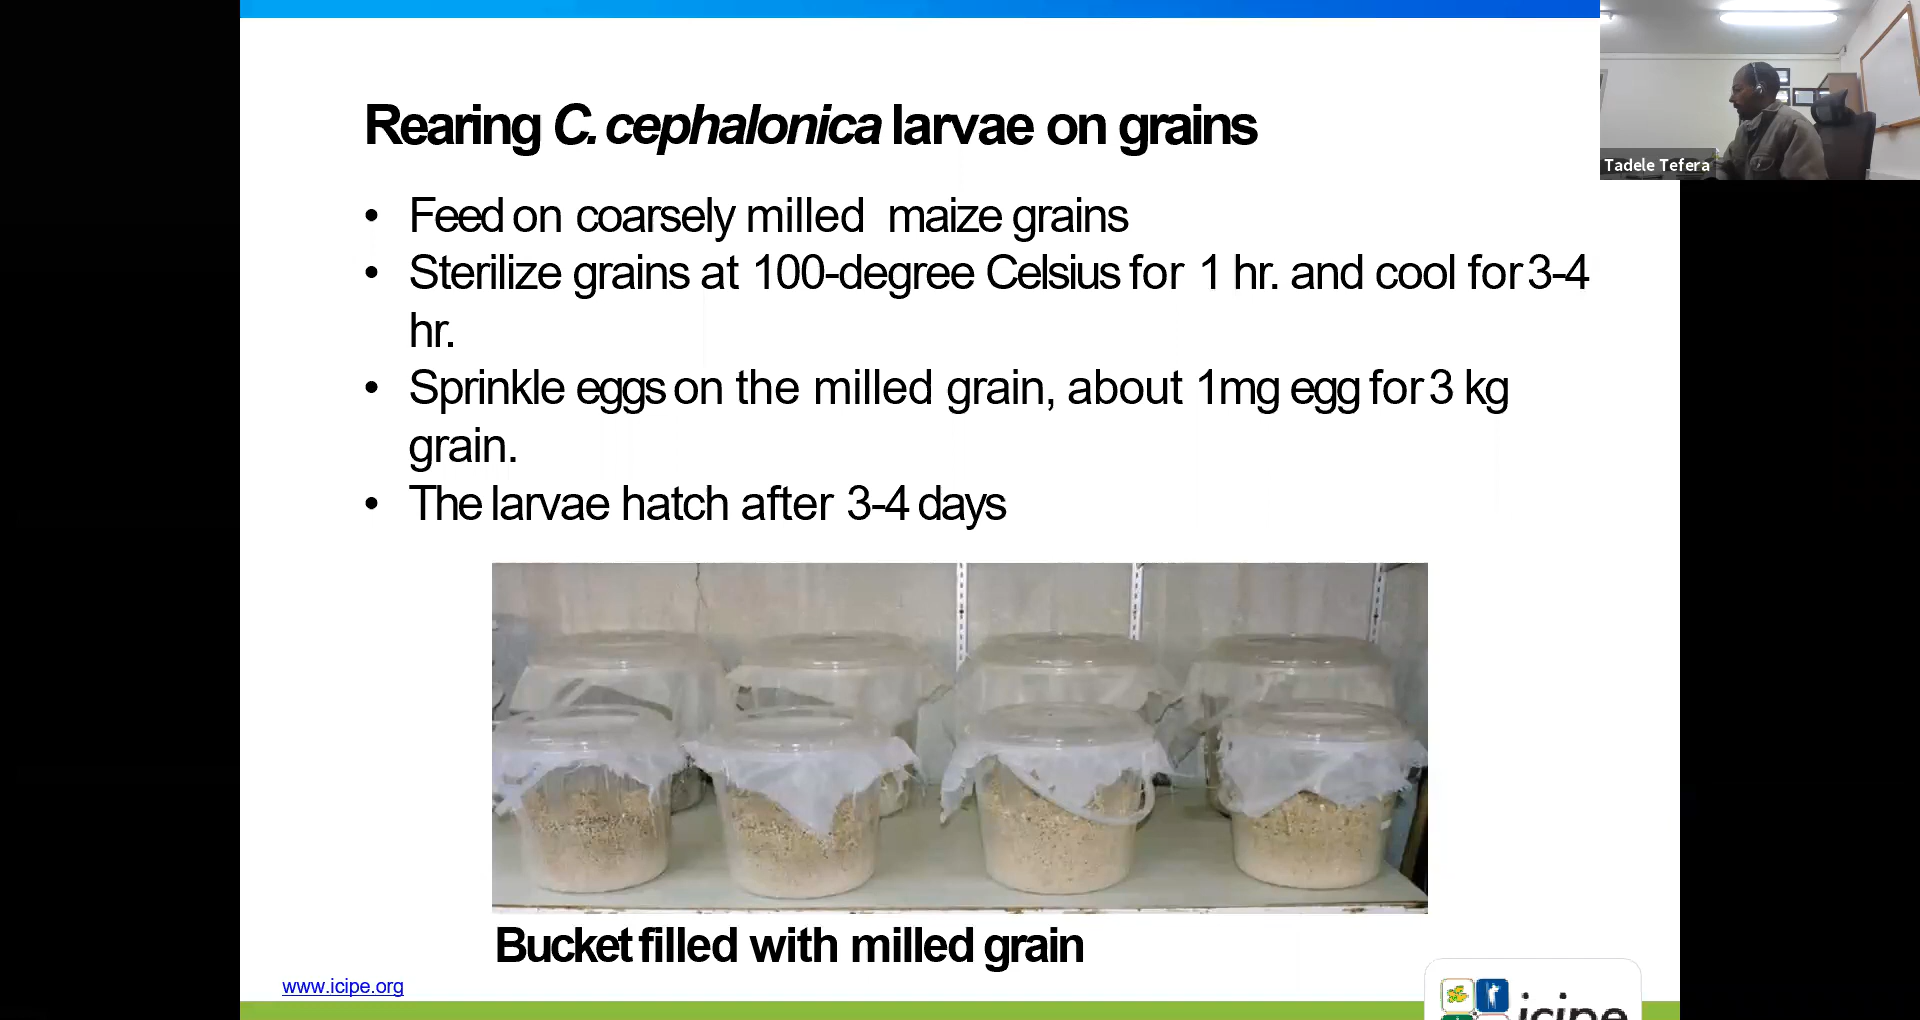 Rearing C. cephalonica larvae on grains
Tadele Tefera
• Feed on coarsely milled maize grains
• Sterilize grains at 100-degree Celsius for 1 hr. and cool for 3-4
hr.
• Sprinkle eggs on the milled grain, about 1mg egg for 3 kg
grain.
• The larvae hatch after 3-4 days
Bucket filled with milled grain
www.icipe.org
icipe